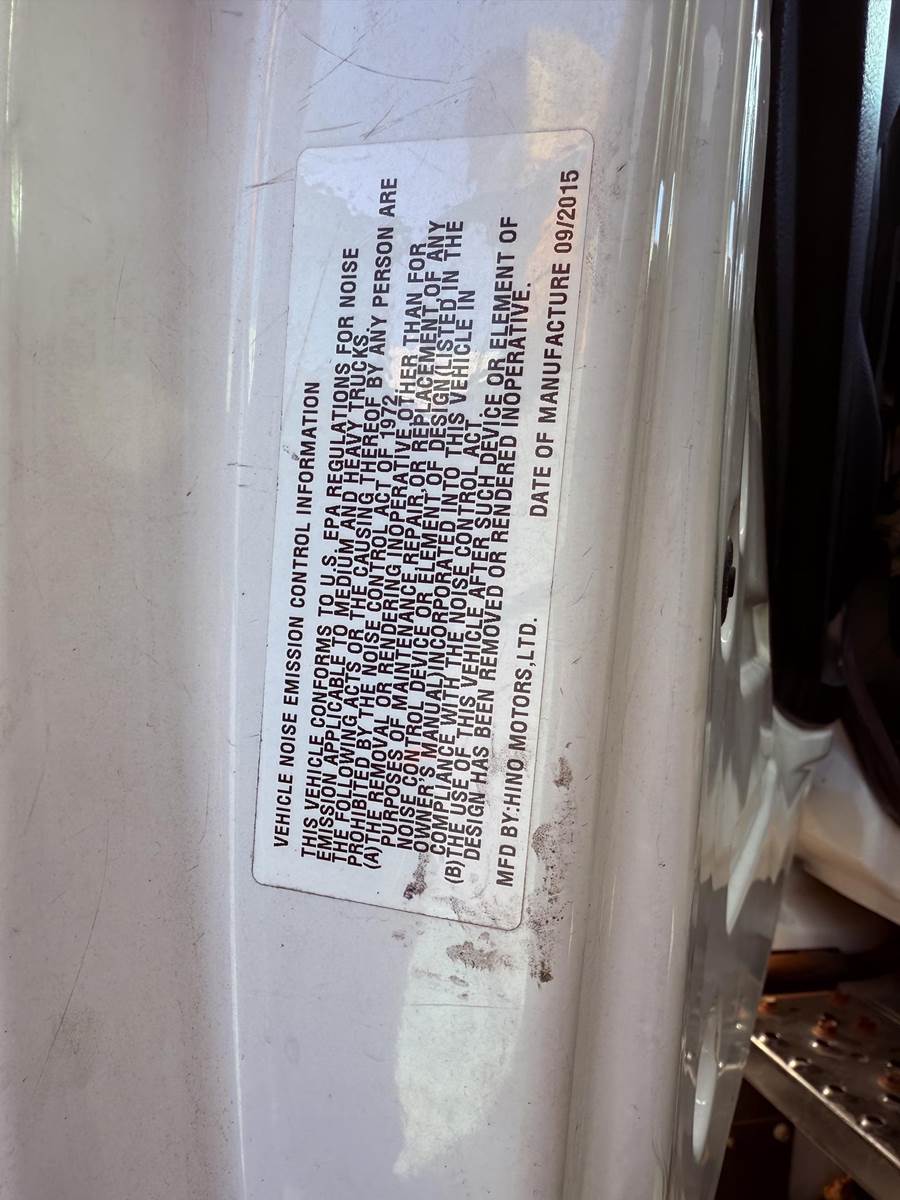 VEHICLE NOISE EMISSION CONTROL INFORMATION
THIS VEHICLE CONFORMS TO U.S. EPA REGULATIONS FOR NOISE
EMISSION APPLICABLE TO MEDIUM AND HEAVY TRUCKS.
THE FOLLOWING ACTS OR THE CAUSING THEREOF BY ANY PERSON ARE
PROHIBITED BY THE NOISE CONTROL ACT OF 1972.
(A)THE REMOVAL OR RENDERING INOPERATIVE,OTHER THAN FOR
PURPOSES OF MAINTENANCE,REPAIR,OR REPLACEMENT,OF ANY
NOISE CONTROL DEVICE OR ELEMENT OF DESIGN(LISTED IN THE
OWNER,S MANUAL)INCORPORATED INTO THIS VEHICLE IN
COMPLIANCE WITH THE NOISE CONTROL ACT.
(B)THE USE OF THIS VEHICLE AFTER SUCH DEVICE OR ELEMENT OF
DESIGN HAS BEEN REMOVED OR RENDERED INOPERATIVE.
MFD BY:HINO MOTORS,LTD. DATE OF MANUFACTURE 09/2015